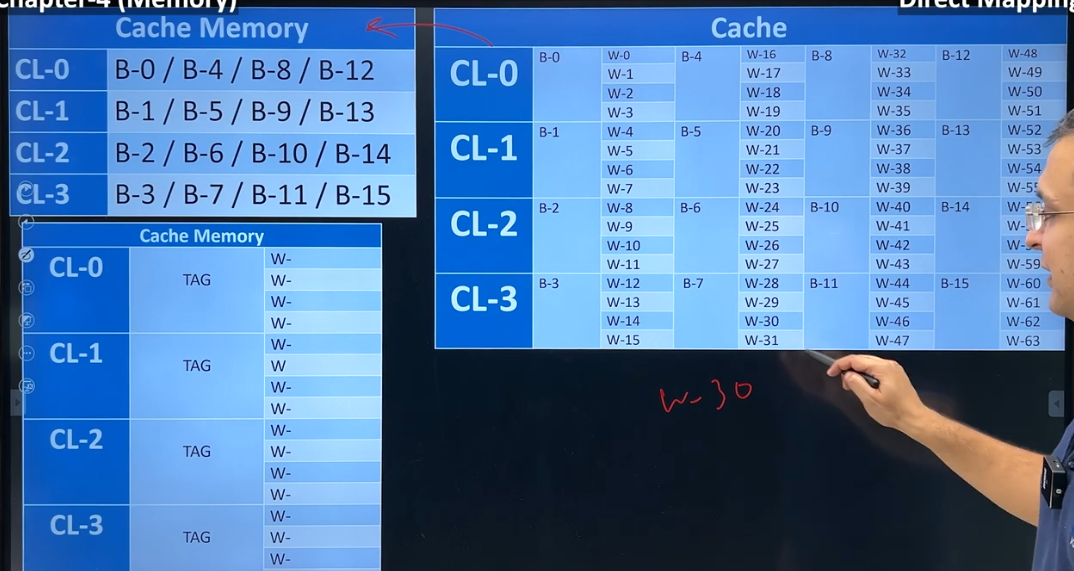 Chapter-4 (Memory)
Direct Mapping
Cache Memory
CL-0 B-0 / B-4 / B-8 / B-12
CL-1 B-1 / B-5 / B-9 / B-13
CL-2 B-2 / B-6 / B-10 / B-14
CL-3 B-3 / B-7 / B-11 / B-15
Cache
CL-0 B-0 W-0 B-4 W-16 B-8 W-32 B-12 W-48
W-1 W-17 W-33 W-49
W-2 W-18 W-34 W-50
W-3 W-19 W-35 W-51
CL-1 B-1 W-4 B-5 W-20 B-9 W-36 B-13 W-52
W-5 W-21 W-37 W-53
W-6 W-22 W-38 W-54
W-7 W-23 W-39
CL-2 B-2 W-8 B-6 W-24 B-10 W-40 B-14
W-9 W-25 W-41
W-10 W-26 W-42
W-11 W-27 W-43 W-59
CL-3 B-3 W-12 B-7 W-28 B-11 W-44 B-15 W-60
W-13 W-29 W-45 W-61
W-14 W-30 W-46 W-62
W-15 W-31 W-47 W-63
Cache Memory
CL-0 TAG W-
W-
W-
W-
CL-1 TAG W-
W
W-
W-
CL-2 TAG W-
W-
W-
W-
CL-3 TAG W-
W-
W-
W-30